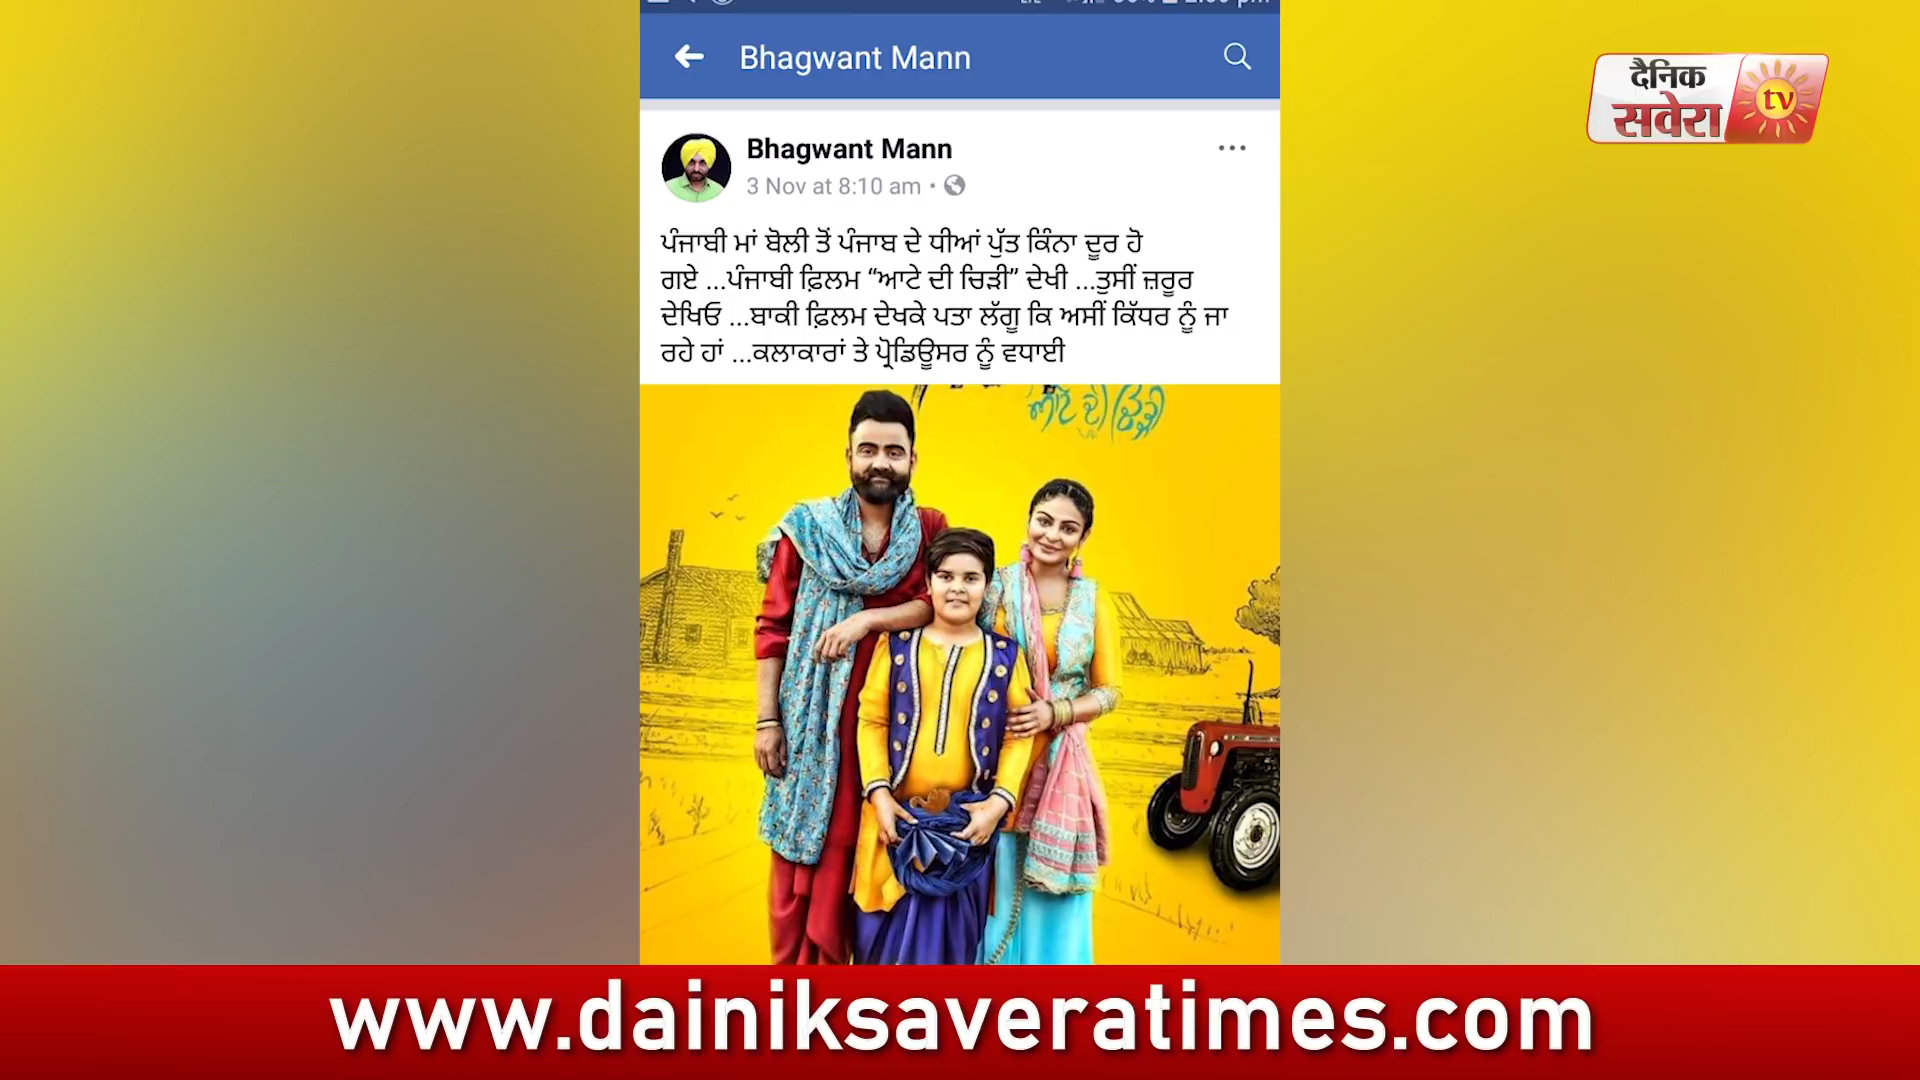 Bhagwant Mann
दैनिक
सवेरा
tv
Bhagwant Mann
3 Nov at 8:10 am
ਪੰਜਾਬੀ ਮਾਂ ਬੋਲੀ ਤੋਂ ਪੰਜਾਬ ਦੇ ਧੀਆਂ ਪੁੱਤ ਕਿੰਨਾ ਦੂਰ ਹੋ
ਗਏ ...ਪੰਜਾਬੀ ਫ਼ਿਲਮ “ਆਟੇ ਦੀ ਚਿੜੀ” ਦੇਖੀ ...ਤੁਸੀਂ ਜ਼ਰੂਰ
ਦੇਖਿਓ ...ਬਾਕੀ ਫ਼ਿਲਮ ਦੇਖਕੇ ਪਤਾ ਲੱਗੂ ਕਿ ਅਸੀਂ ਕਿੱਧਰ ਨੂੰ ਜਾ
ਰਹੇ ਹਾਂ ...ਕਲਾਕਾਰਾਂ ਤੇ ਪ੍ਰੋਡਿਊਸਰ ਨੂੰ ਵਧਾਈ
ਆਟੇ ਦੀ ਚਿੜੀ
www.dainiksaveratimes.com